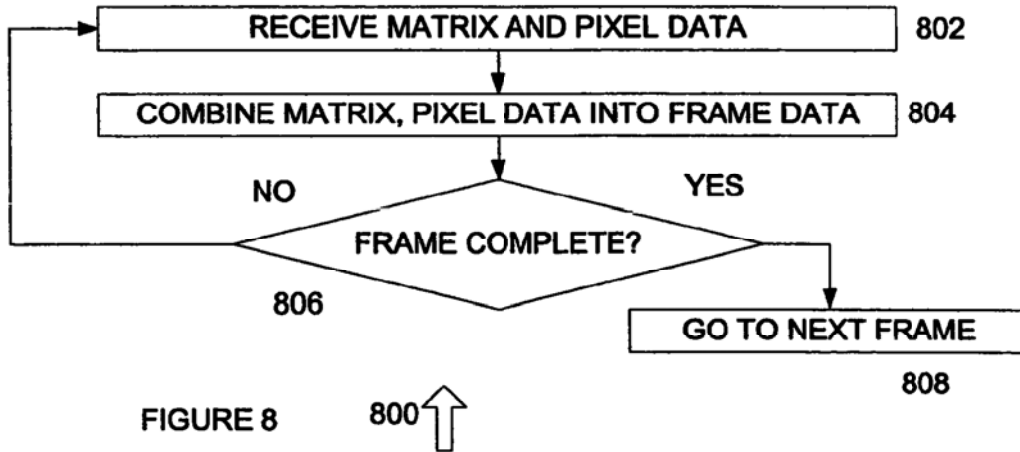 RECEIVE MATRIX AND PIXEL DATA 802
COMBINE MATRIX, PIXEL DATA INTO FRAME DATA 804
NO YES
FRAME COMPLETE?
806
GO TO NEXT FRAME
808
FIGURE 8 800